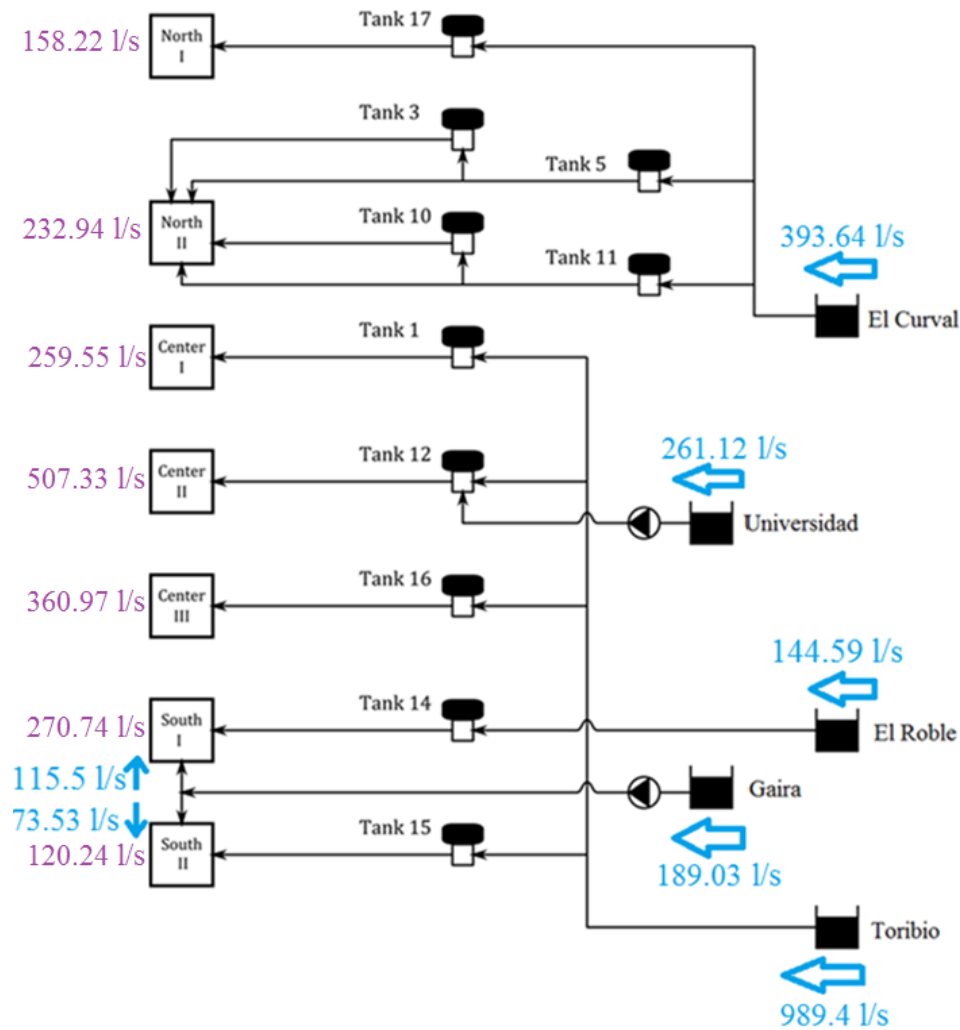 Tank 17
158.22 l/s
North
I
Tank 3
Tank 5
232.94 l/s
North
II
Tank 10
393.64 l/s
Tank 11
El Curval
Tank 1
259.55 l/s
Center
I
261.12 l/s
Tank 12
507.33 l/s
Center
II
Universidad
Tank 16
360.97 l/s
Center
III
144.59 l/s
Tank 14
270.74 l/s
South
I
El Roble
115.5 l/s
Gaira
73.53 l/s
Tank 15
120.24 l/s
South
II
189.03 l/s
Toribio
989.4 l/s